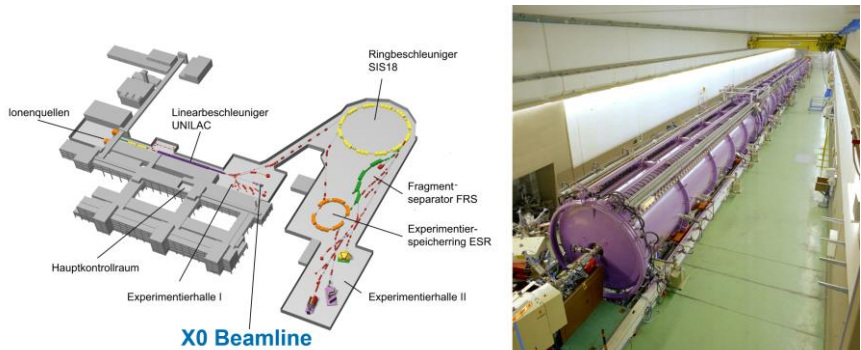 Ringbeschleuniger
SIS18
Ionenquellen
Linearbeschleuniger
UNILAC
Fragment-
separator FRS
Experimentier-
speicherring ESR
Hauptkontrollraum
Experimentierhalle I
Experimentierhalle II
X0 Beamline